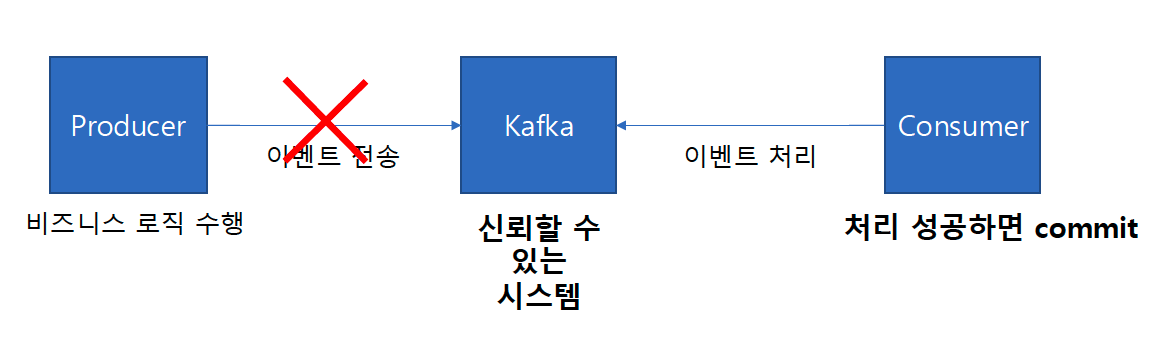 Producer
Kafka
Consumer
이벤트 전송
이벤트 처리
비즈니스 로직 수행
신뢰할 수
있는
시스템
처리 성공하면 commit